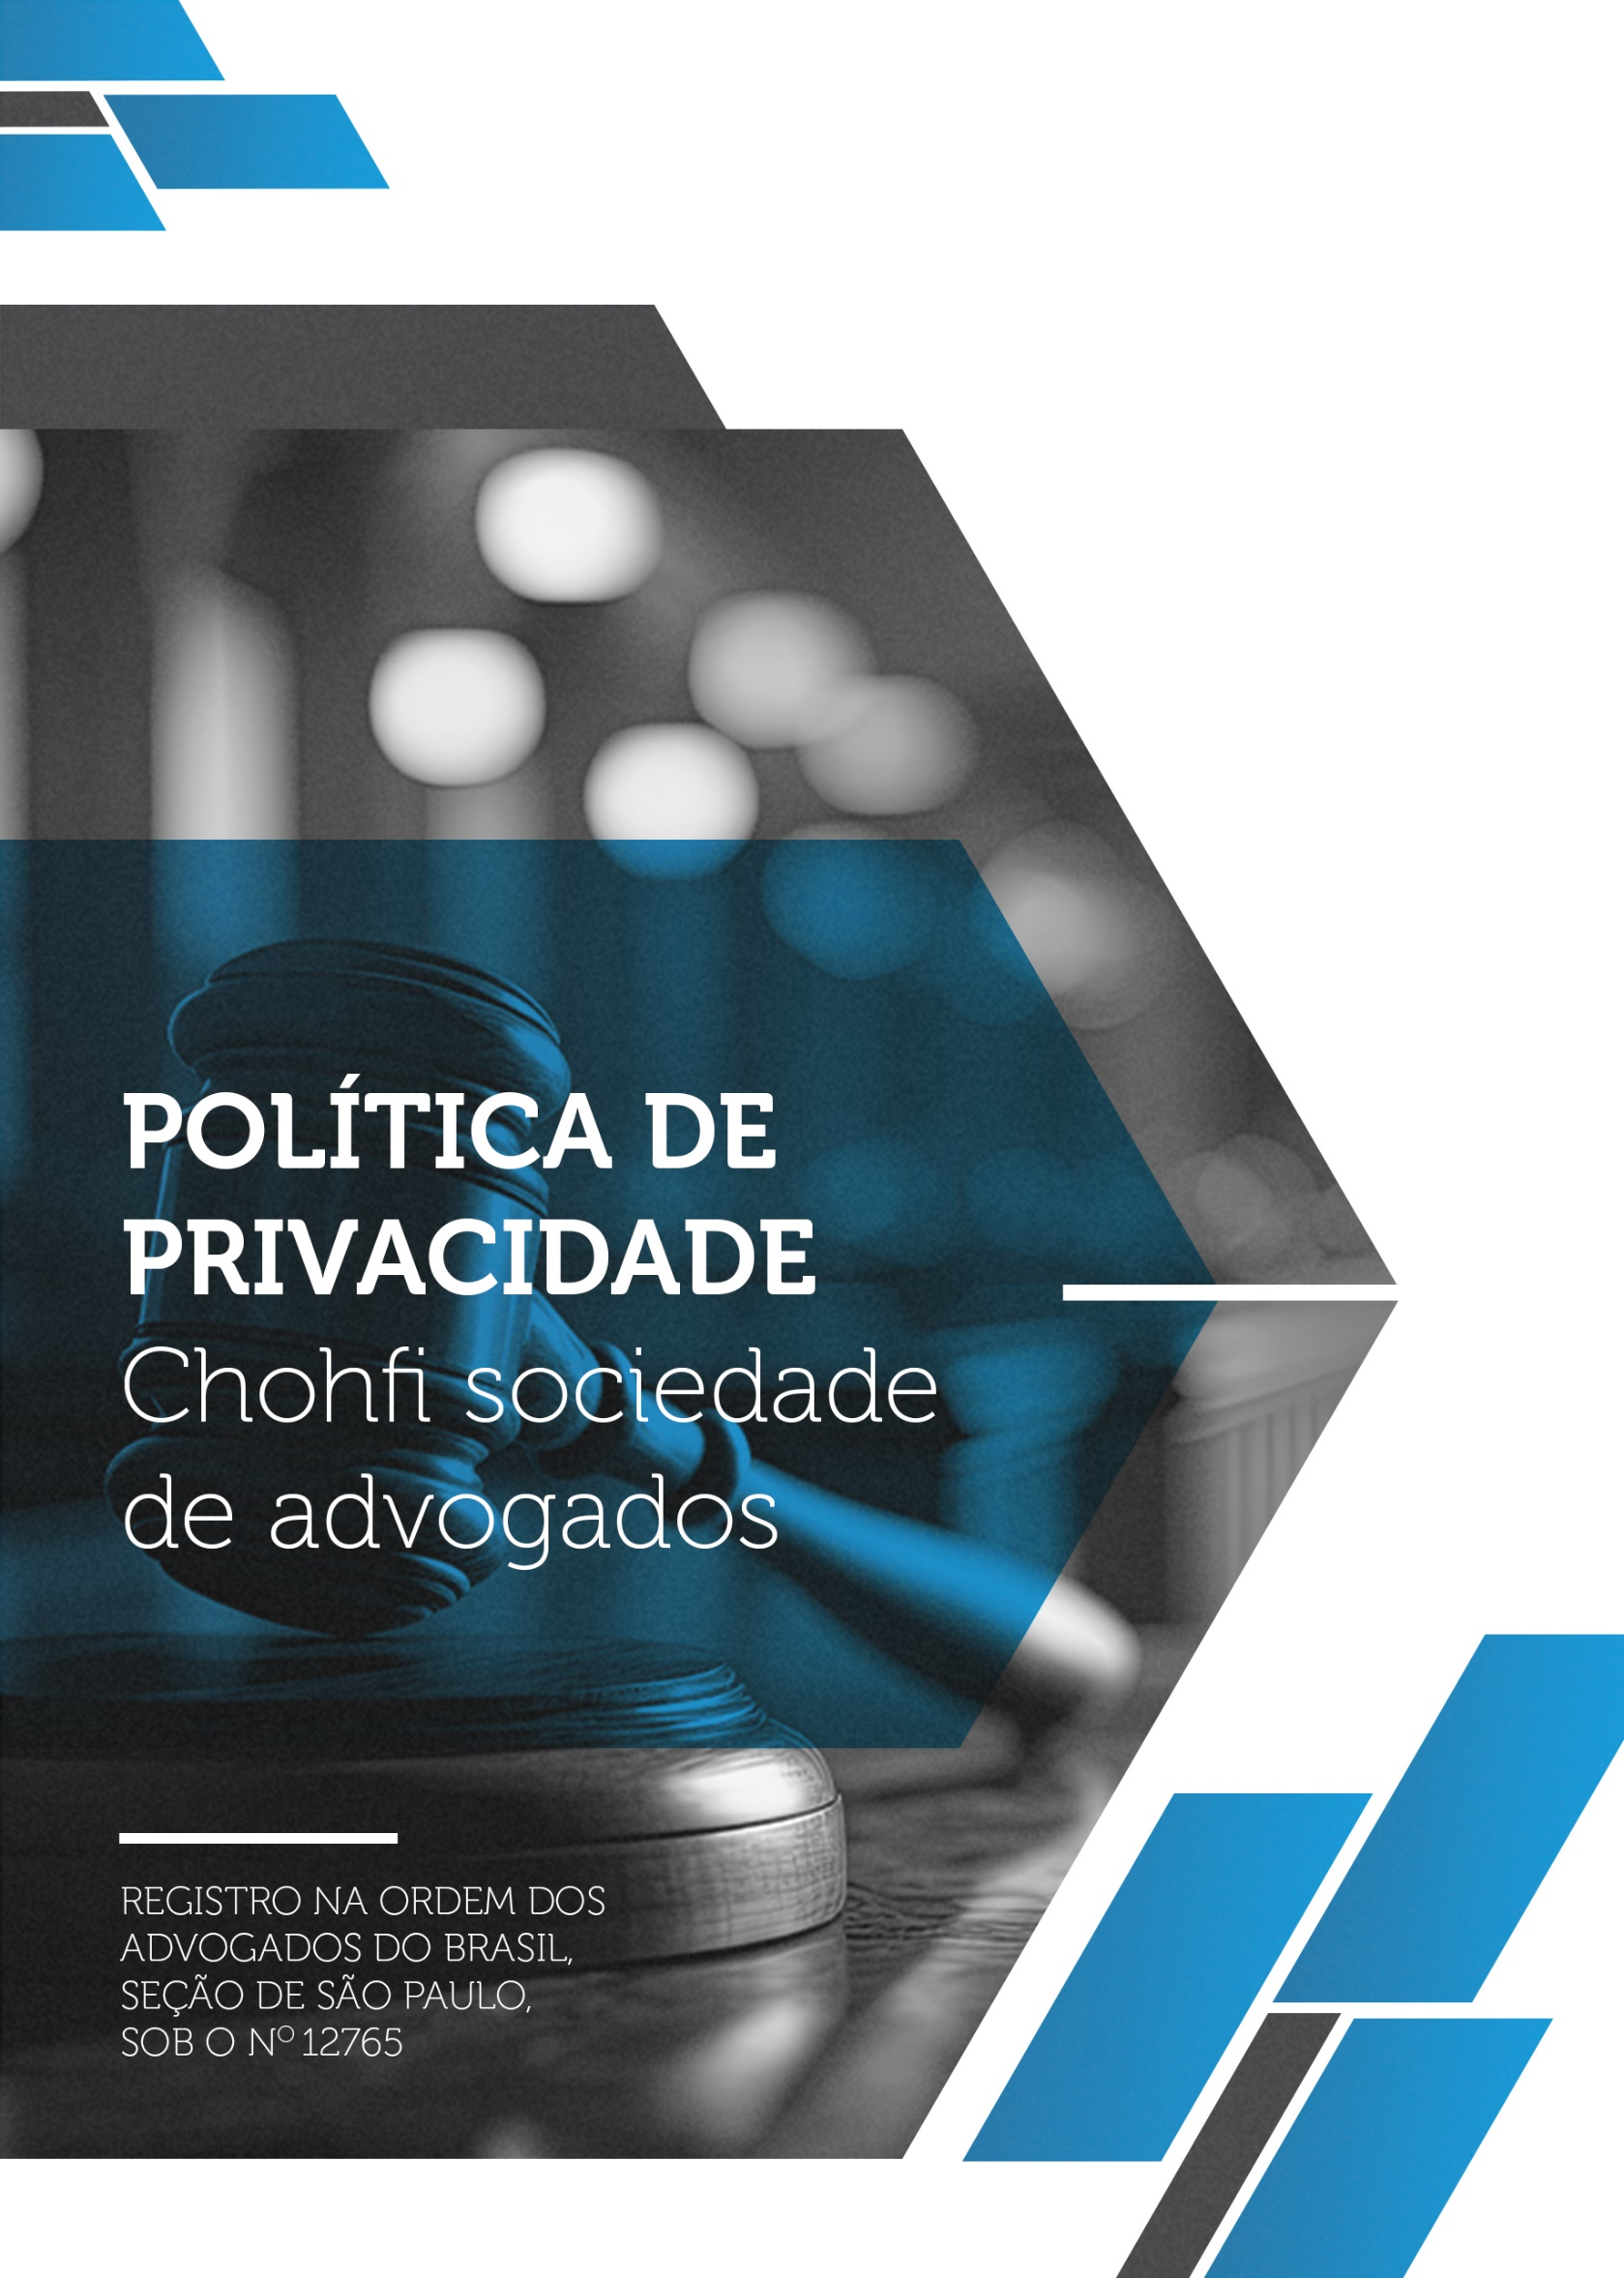 POLÍTICA DE
PRIVACIDADE
Chohfi sociedade
de advogados
REGISTRO NA ORDEM DOS
ADVOGADOS DO BRASIL,
SEÇÃO DE SÃO PAULO,
SOB O Nº 12765